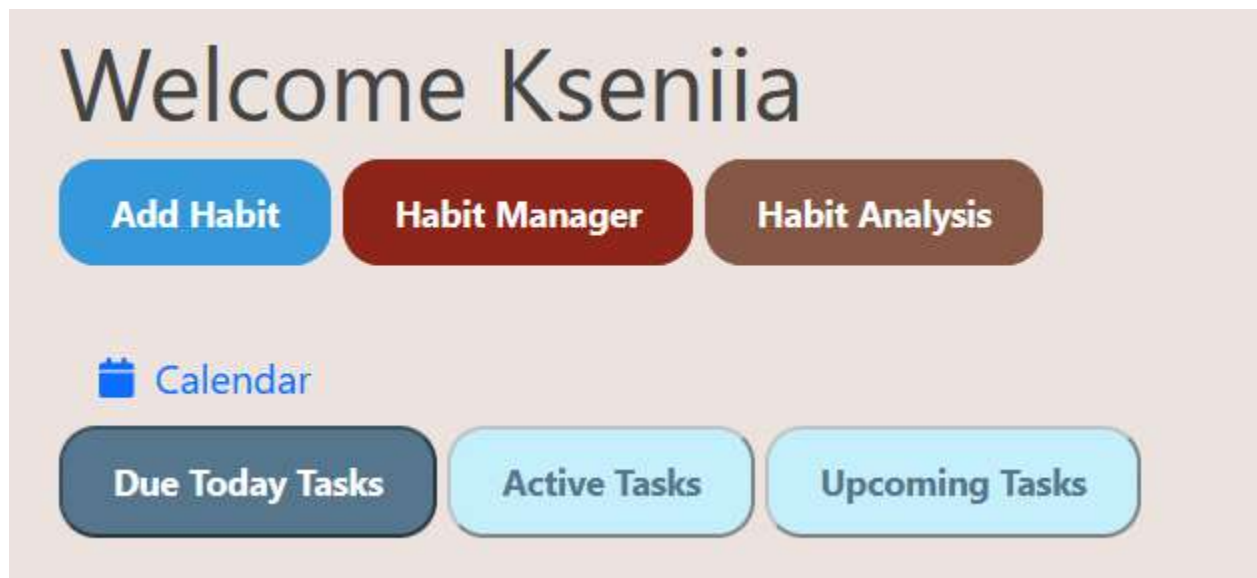 Welcome Kseniia
Add Habit Habit Manager Habit Analysis
Calendar
Due Today Tasks Active Tasks Upcoming Tasks